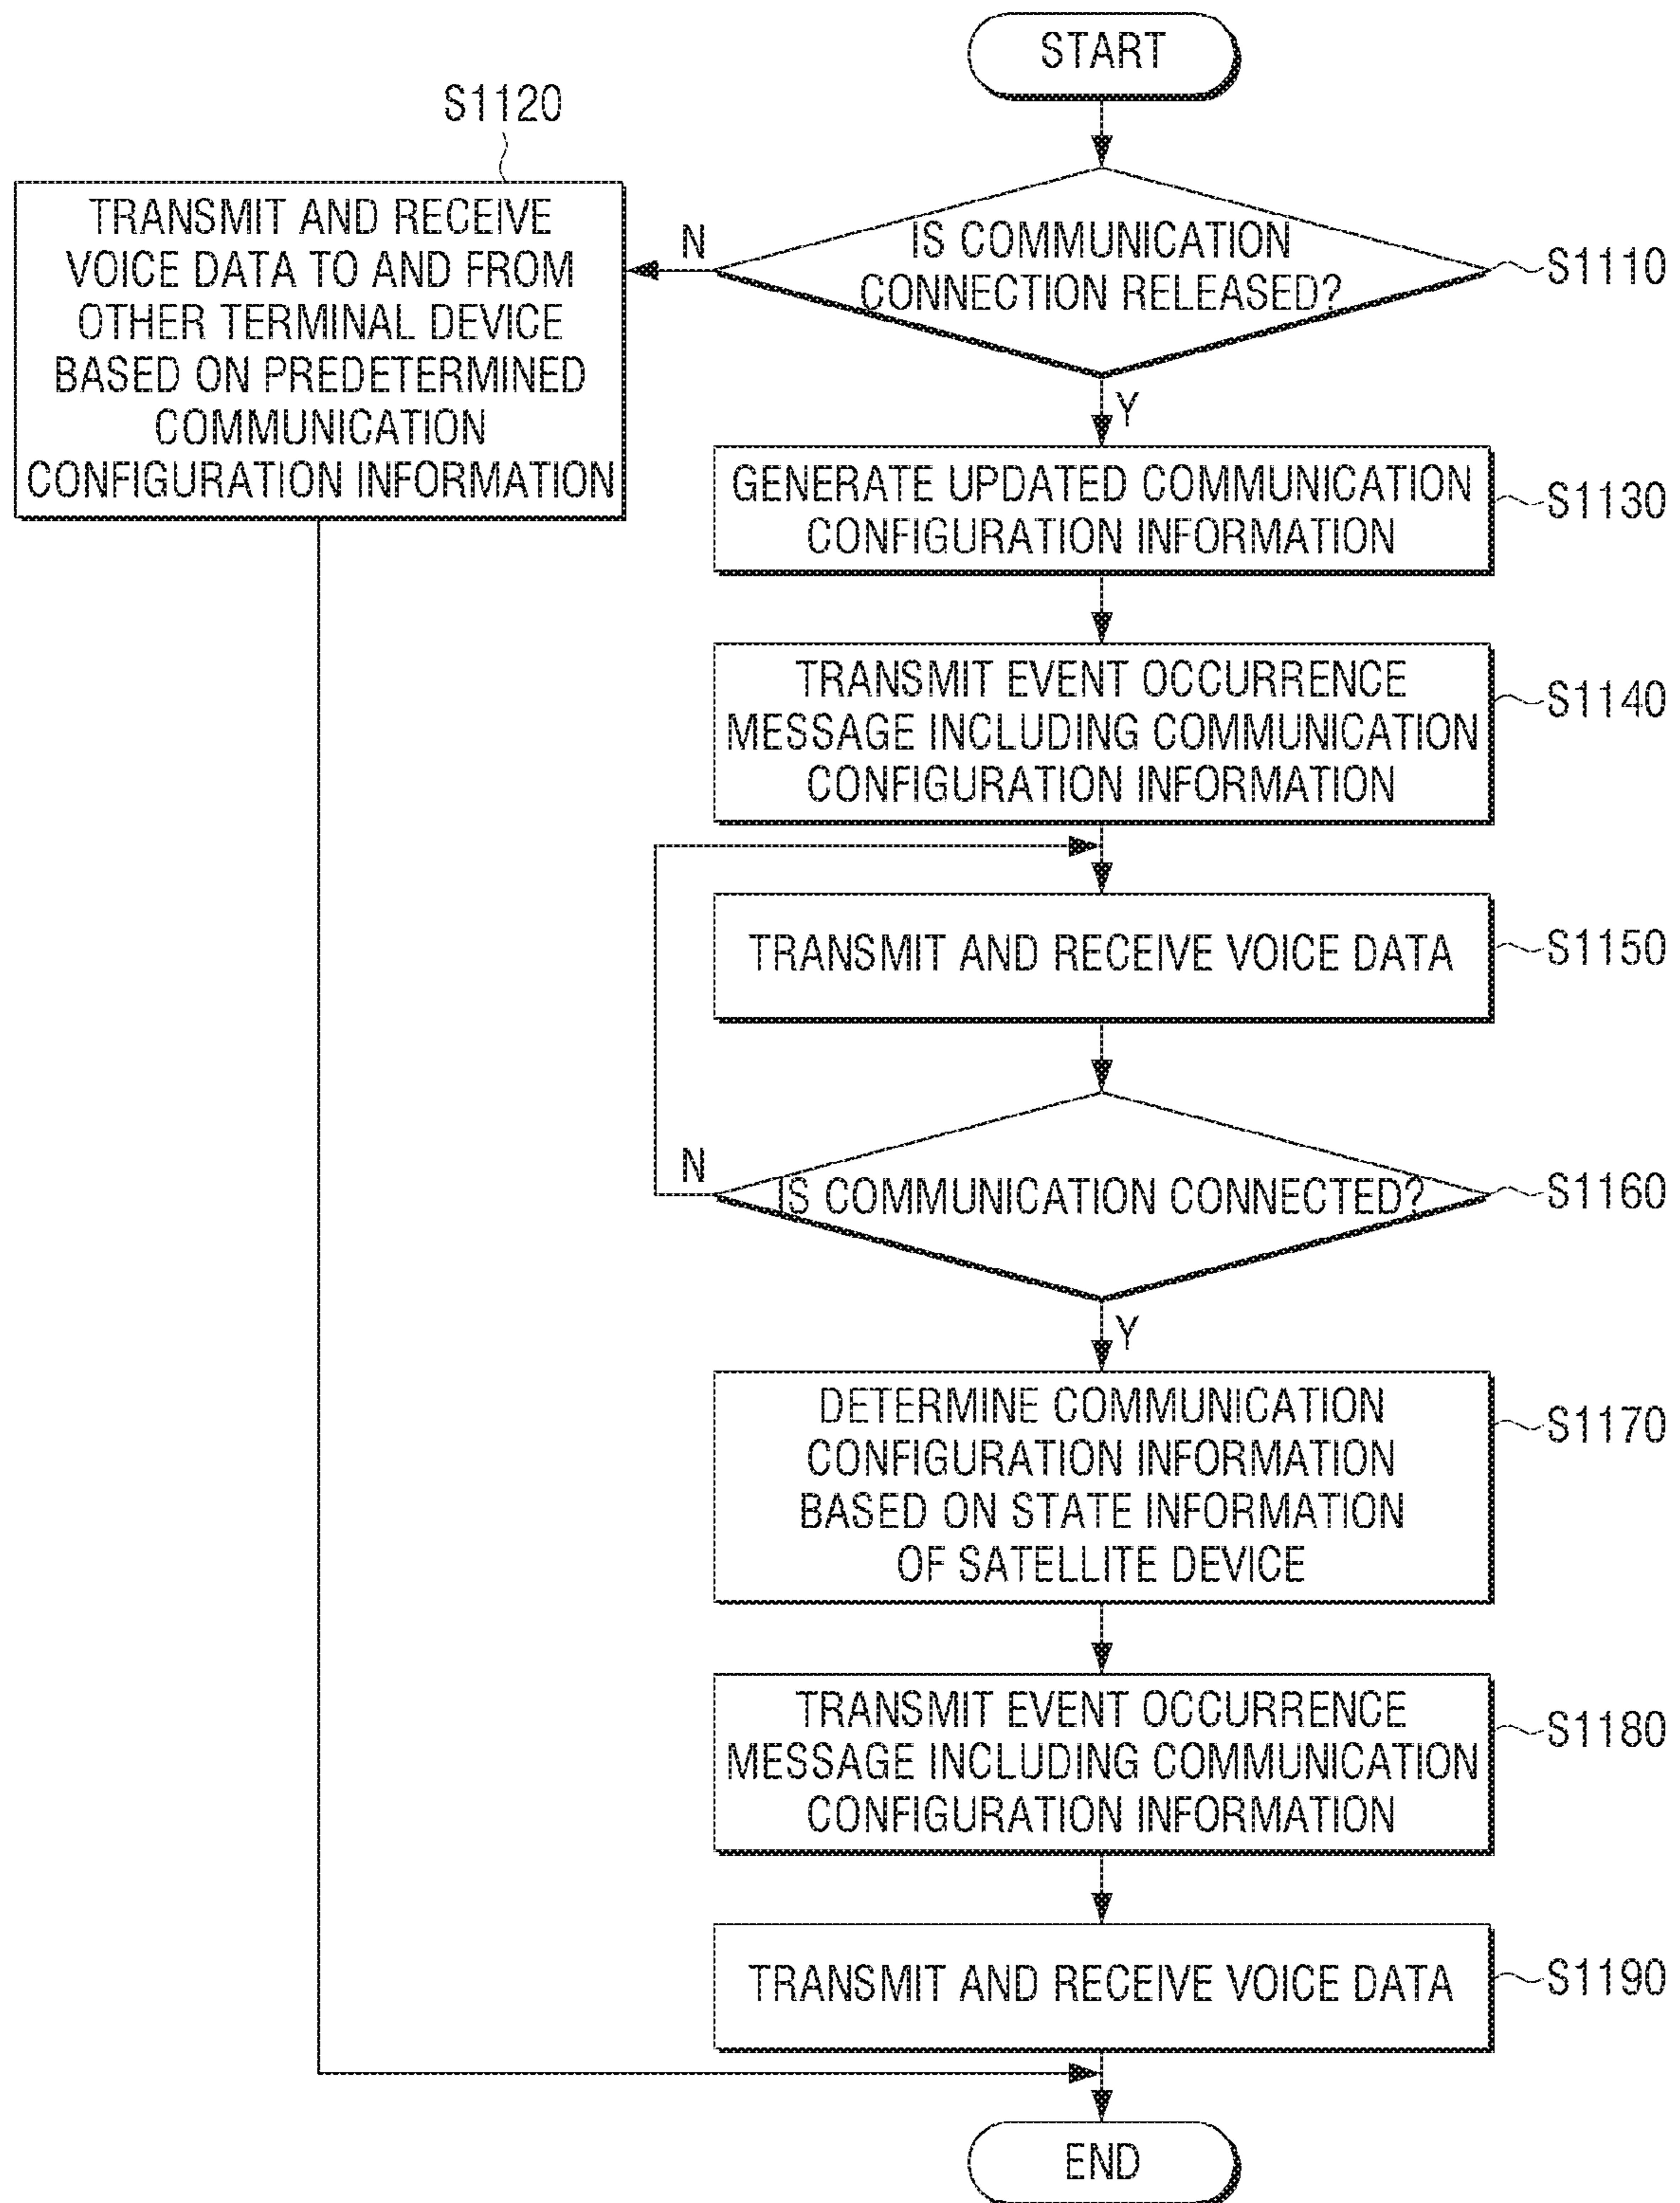 START
S1120
TRANSMIT AND RECEIVE
VOICE DATA TO AND FROM
OTHER TERMINAL DEVICE
BASED ON PREDETERMINED
COMMUNICATION
CONFIGURATION INFORMATION
N
IS COMMUNICATION
CONNECTION RELEASED?
S1110
Y
GENERATE UPDATED COMMUNICATION
CONFIGURATION INFORMATION
S1130
TRANSMIT EVENT OCCURRENCE
MESSAGE INCLUDING COMMUNICATION
CONFIGURATION INFORMATION
S1140
TRANSMIT AND RECEIVE VOICE DATA
S1150
N
IS COMMUNICATION CONNECTED?
S1160
Y
DETERMINE COMMUNICATION
CONFIGURATION INFORMATION
BASED ON STATE INFORMATION
OF SATELLITE DEVICE
S1170
TRANSMIT EVENT OCCURRENCE
MESSAGE INCLUDING COMMUNICATION
CONFIGURATION INFORMATION
S1180
TRANSMIT AND RECEIVE VOICE DATA
S1190
END